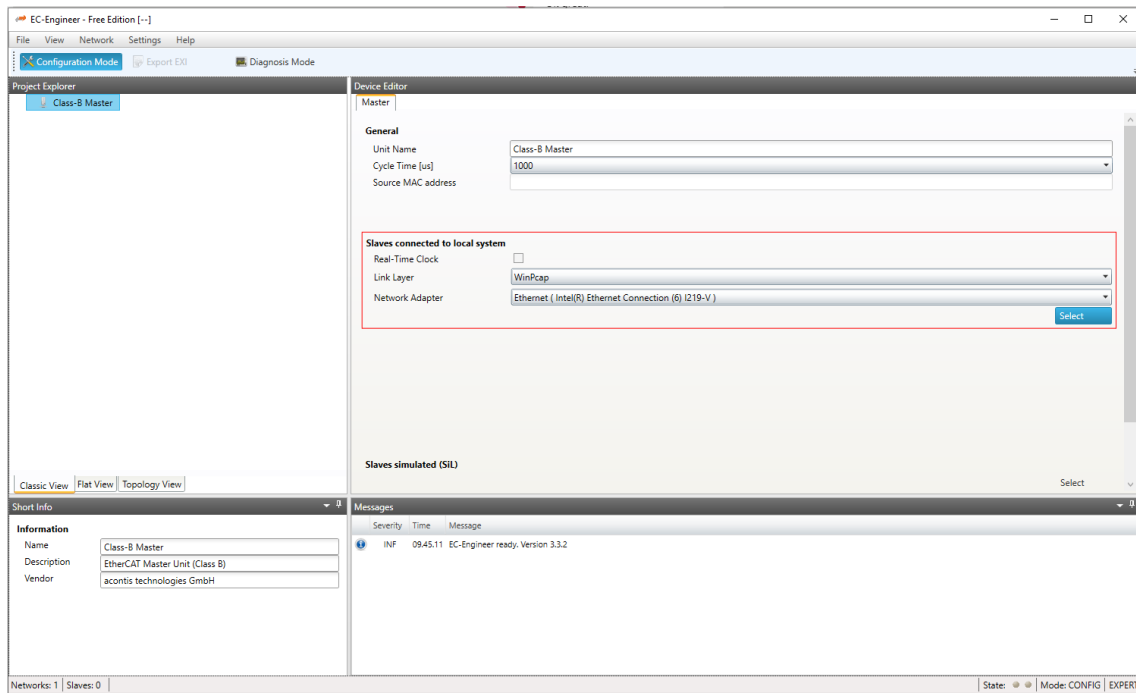 EC-Engineer - Free Edition [--]
File View Network Settings Help
Configuration Mode Export EXI Diagnosis Mode
Project Explorer
Class-B Master
Classic View Flat View Topology View
Device Editor
Master
General
Unit Name Class-B Master
Cycle Time [us] 1000
Source MAC address
Slaves connected to local system
Real-Time Clock
Link Layer WinPcap
Network Adapter Ethernet ( Intel(R) Ethernet Connection (6) I219-V )
Select
Slaves simulated (SiL)
Select
Short Info
Information
Name Class-B Master
Description EtherCAT Master Unit (Class B)
Vendor acontis technologies GmbH
Messages
Severity Time Message
INF 09.45.11 EC-Engineer ready. Version 3.3.2
Networks: 1 Slaves: 0 State: Mode: CONFIG EXPERT